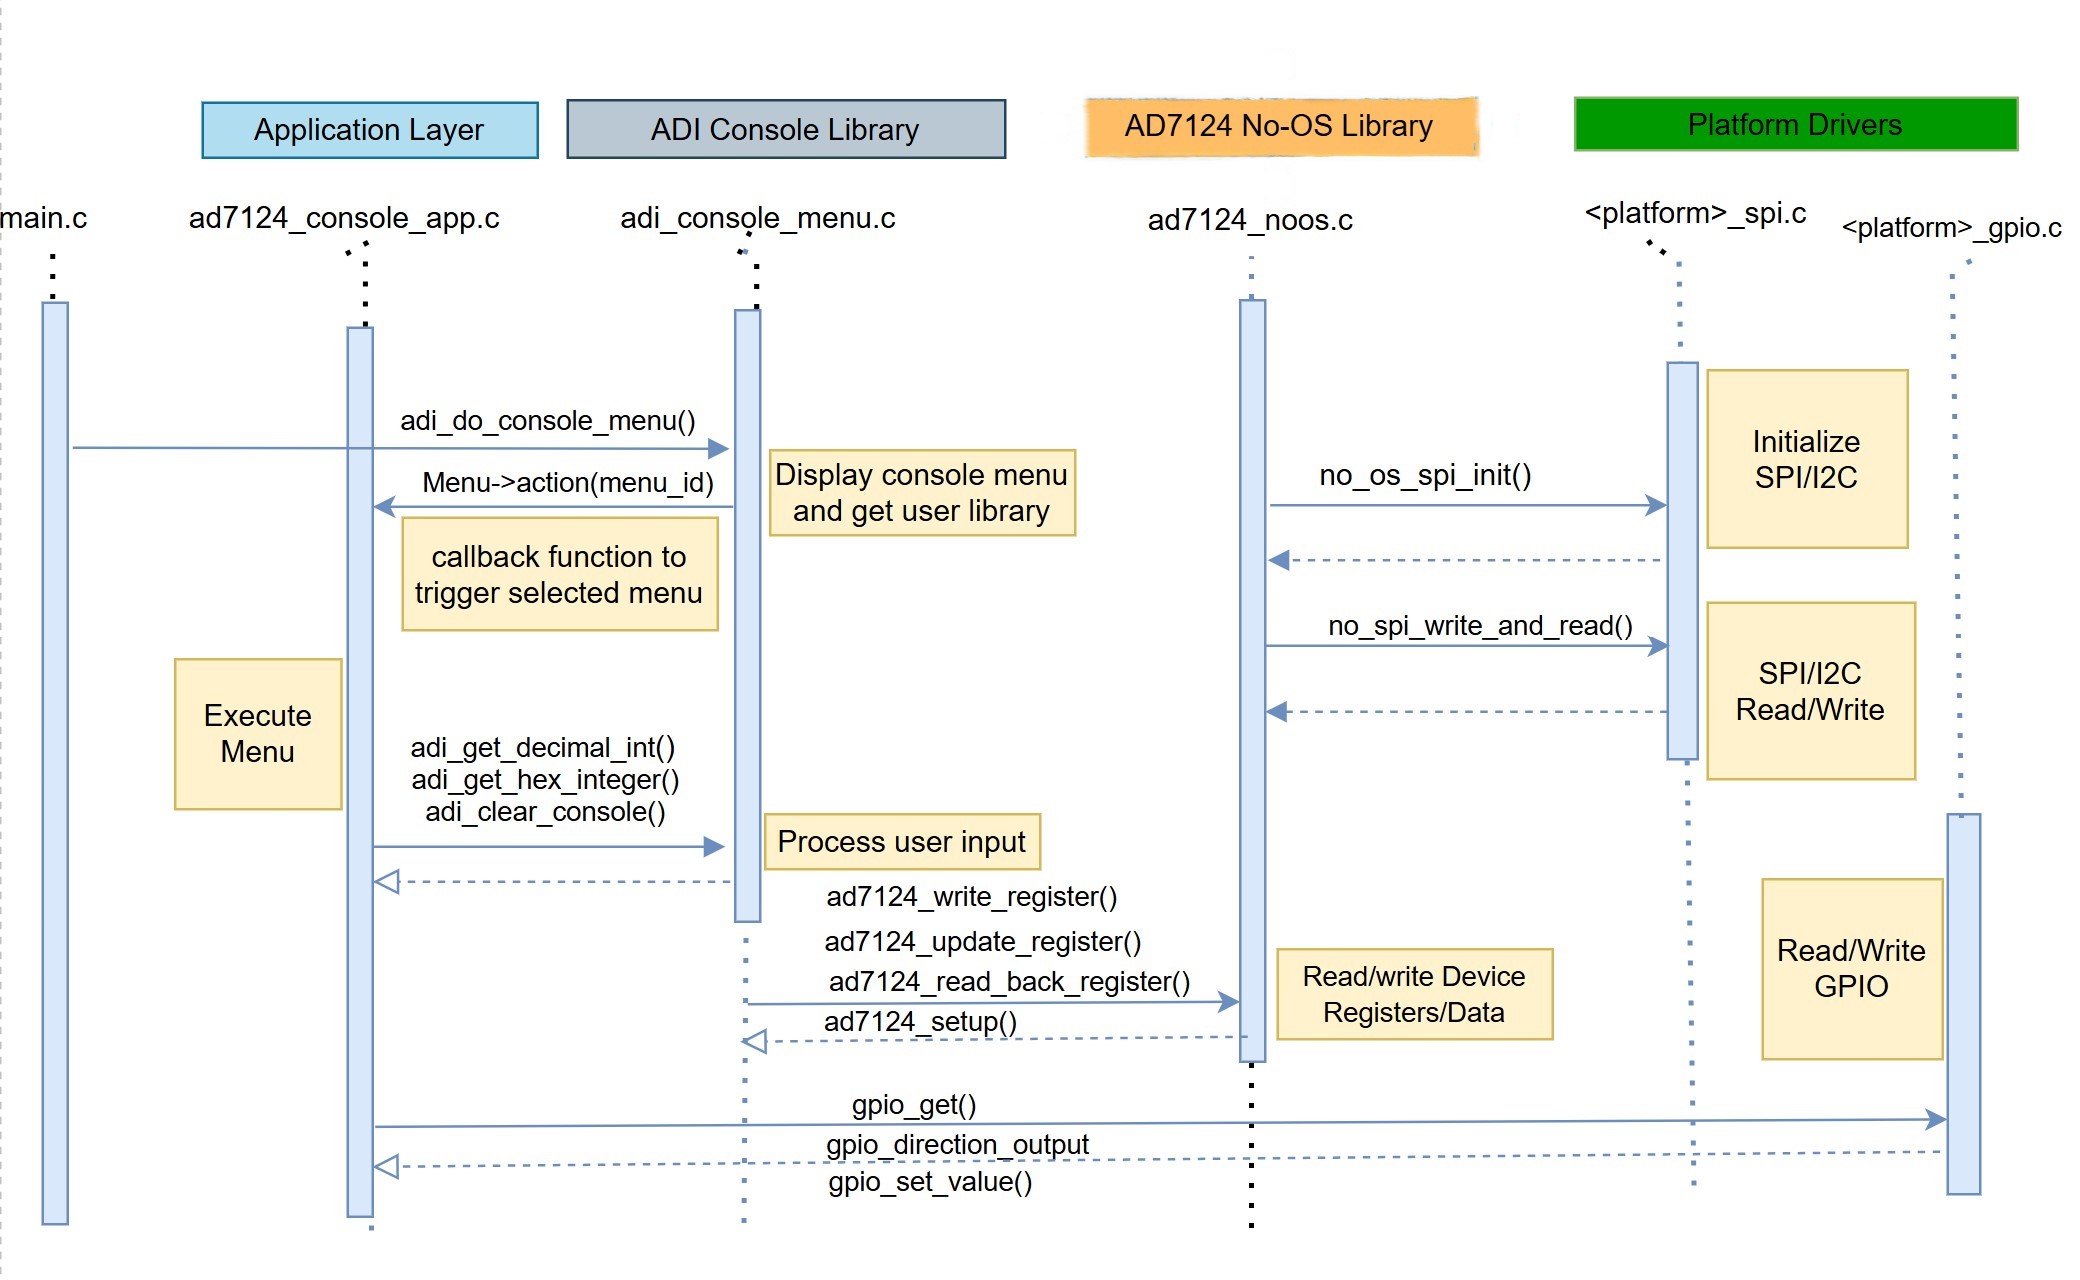 Application Layer
ADI Console Library
AD7124 No-OS Library
Platform Drivers
main.c
ad7124_console_app.c
adi_console_menu.c
ad7124_noos.c
<platform>_spi.c
<platform>_gpio.c
adi_do_console_menu()
Menu->action(menu_id)
Display console menu
and get user library
callback function to
trigger selected menu
no_os_spi_init()
Initialize
SPI/I2C
no_spi_write_and_read()
SPI/I2C
Read/Write
Execute
Menu
adi_get_decimal_int()
adi_get_hex_integer()
adi_clear_console()
Process user input
ad7124_write_register()
ad7124_update_register()
ad7124_read_back_register()
ad7124_setup()
Read/write Device
Registers/Data
Read/Write
GPIO
gpio_get()
gpio_direction_output
gpio_set_value()